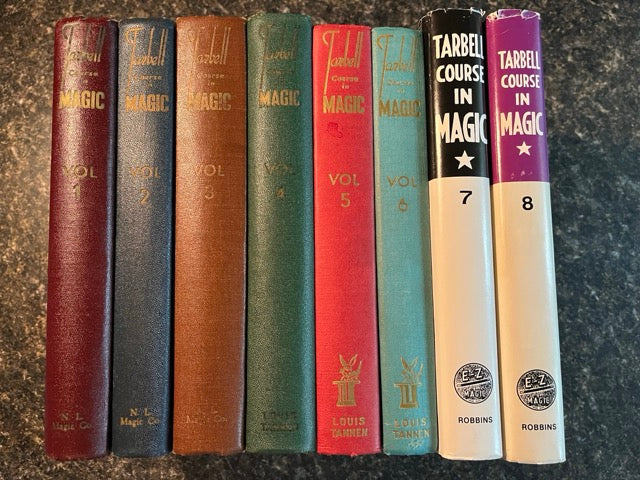 Tarbell
Course
in
MAGIC
VOL
1
N. L.
Magic Co.
Tarbell
Course
in
MAGIC
VOL
2
N. L.
Magic Co.
Tarbell
Course
in
MAGIC
VOL
3
Tarbell
Course
in
MAGIC
VOL
4
LOUIS
TANNEN
Tarbell
Course
in
MAGIC
VOL
5
LOUIS
TANNEN
Tarbell
Course
in
MAGIC
VOL
6
LOUIS
TANNEN
TARBELL
COURSE
IN
MAGIC
7
E-Z
MAGIC
ROBBINS
TARBELL
COURSE
IN
MAGIC
8
E-Z
MAGIC
ROBBINS